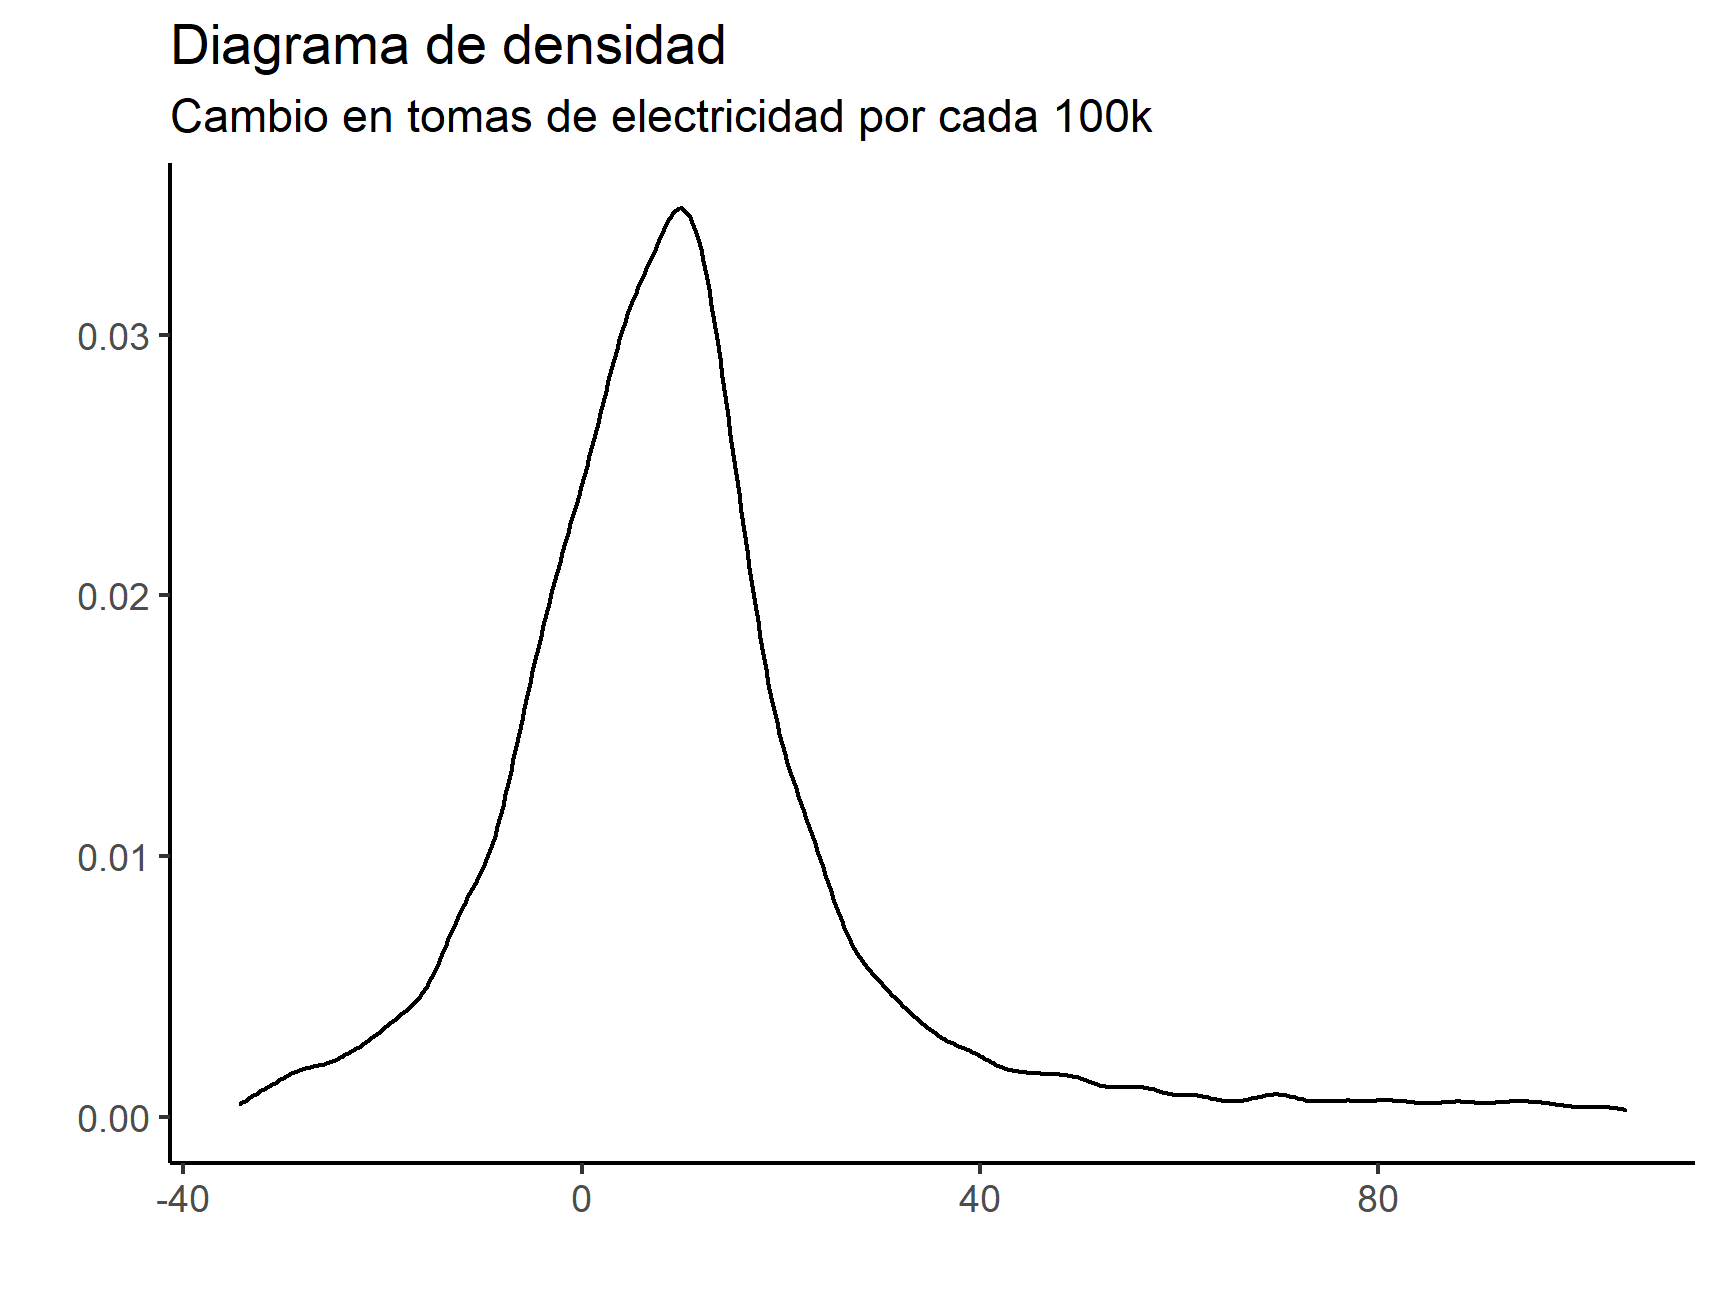 Diagrama de densidad
Cambio en tomas de electricidad por cada 100k
0.03
0.02
0.01
0.00
-40 0 40 80